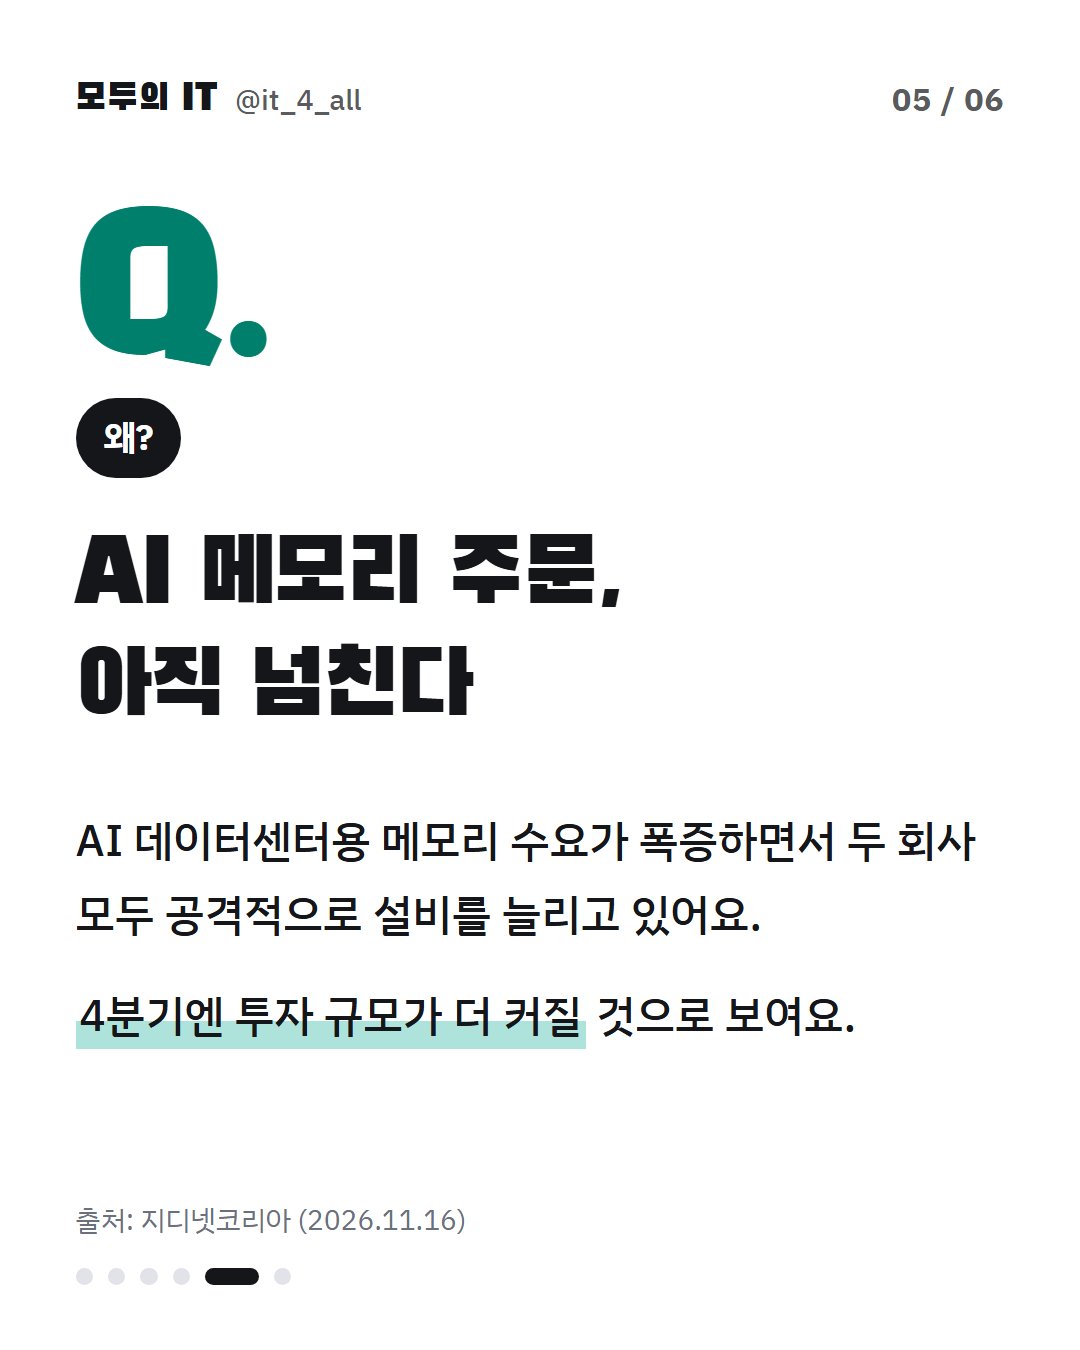 모두의 IT @it_4_all
05 / 06
Q.
왜?
AI 메모리 주문,
아직 넘친다
AI 데이터센터용 메모리 수요가 폭증하면서 두 회사
모두 공격적으로 설비를 늘리고 있어요.
4분기엔 투자 규모가 더 커질 것으로 보여요.
출처: 지디넷코리아 (2026.11.16)